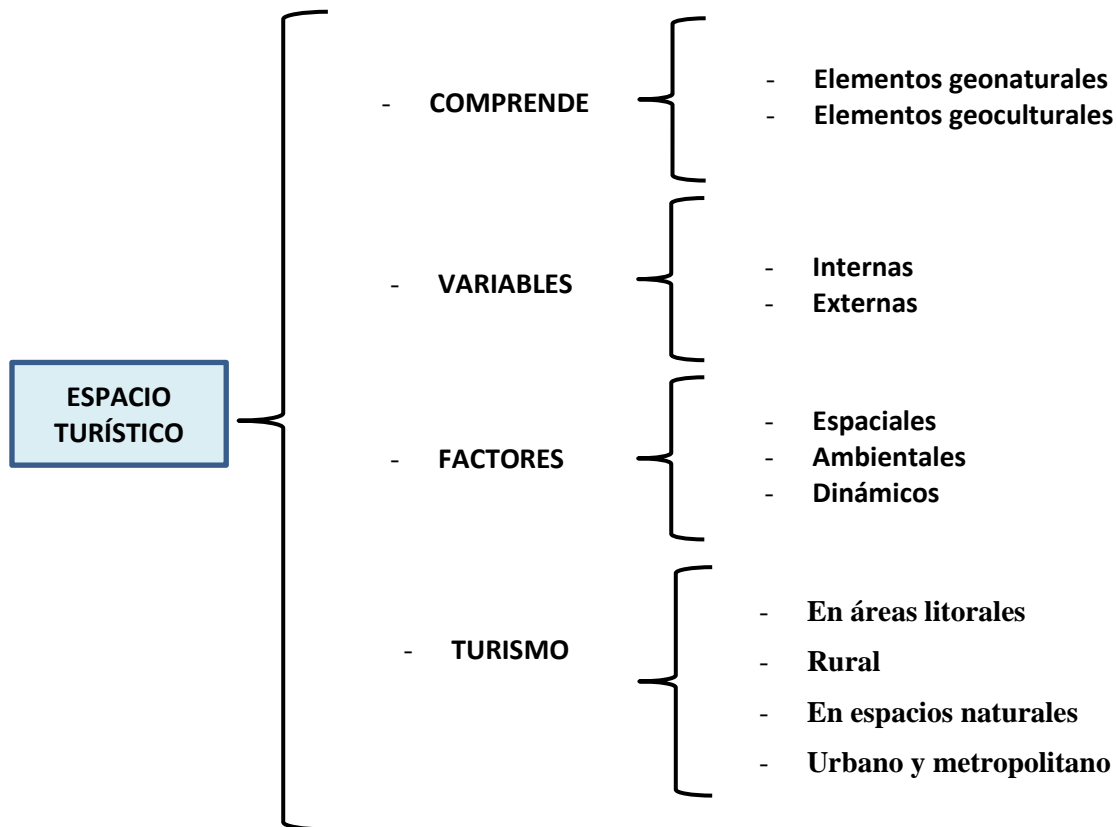 ESPACIO
TURÍSTICO
- COMPRENDE
- Elementos geonaturales
- Elementos geoculturales
- VARIABLES
- Internas
- Externas
- FACTORES
- Espaciales
- Ambientales
- Dinámicos
- TURISMO
- En áreas litorales
- Rural
- En espacios naturales
- Urbano y metropolitano